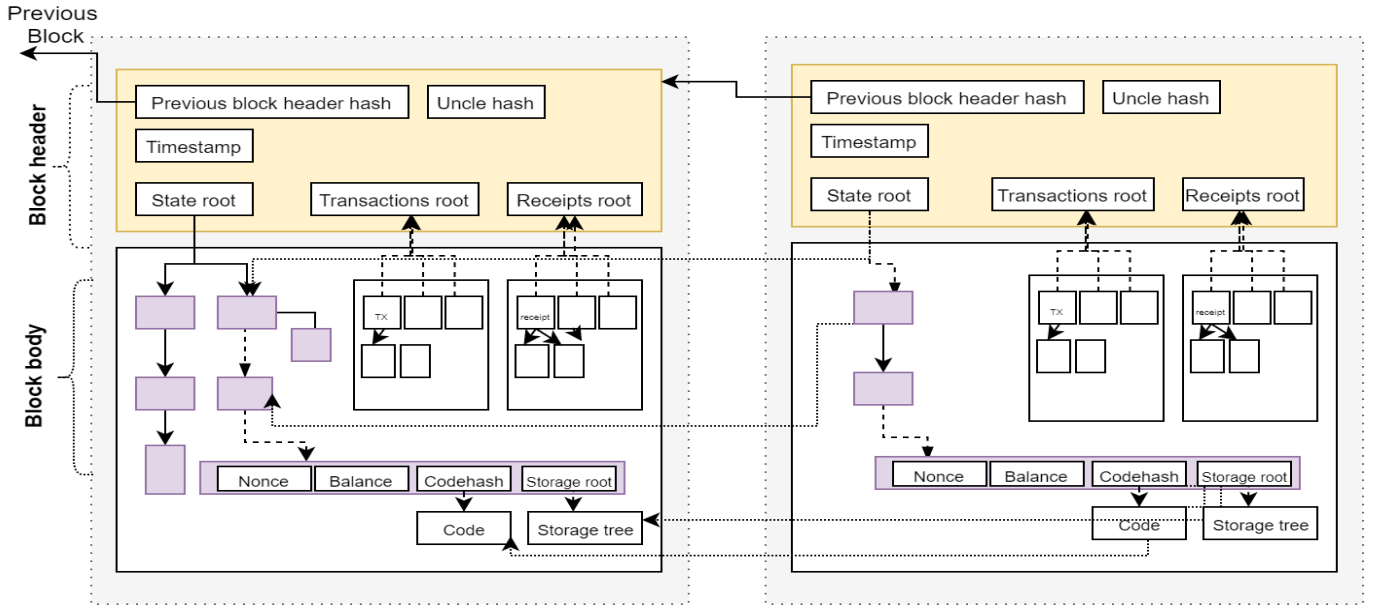 Previous
Block
Block header
Previous block header hash
Uncle hash
Timestamp
State root
Transactions root
Receipts root
Block body
TX
receipt
Nonce
Balance
Codehash
Storage root
Code
Storage tree
Previous block header hash
Uncle hash
Timestamp
State root
Transactions root
Receipts root
TX
receipt
Nonce
Balance
Codehash
Storage root
Code
Storage tree